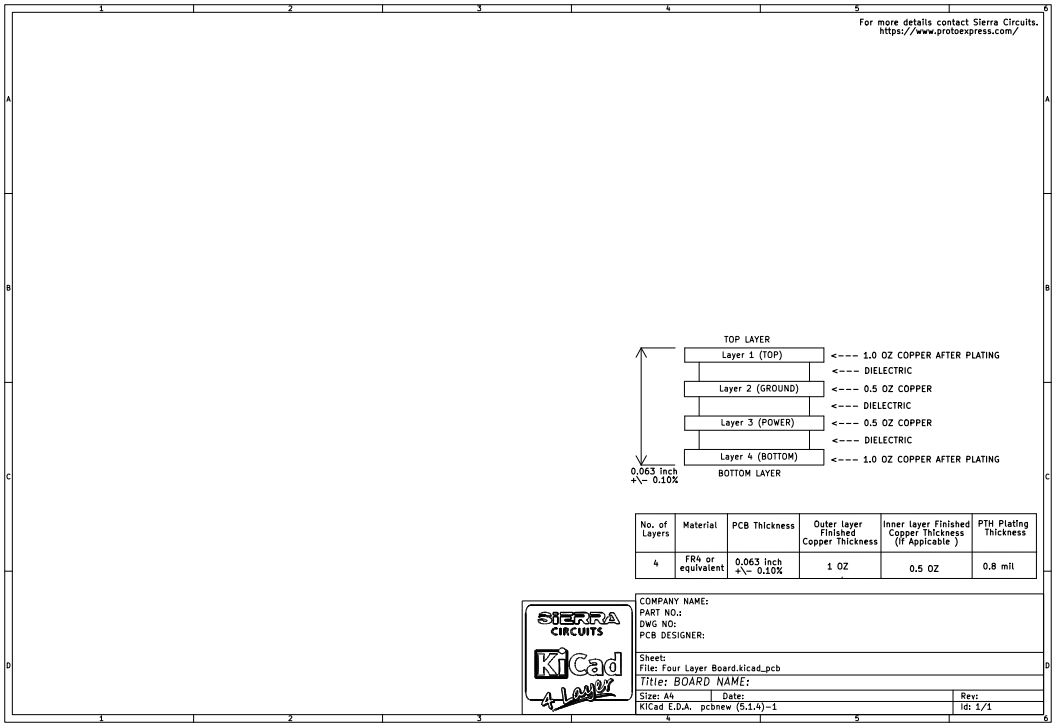 1 2 3 4 5 6
For more details contact Sierra Circuits.
https://www.protoexpress.com/
A A
B B
TOP LAYER
Layer 1 (TOP) <--- 1.0 OZ COPPER AFTER PLATING
<--- DIELECTRIC
Layer 2 (GROUND) <--- 0.5 OZ COPPER
<--- DIELECTRIC
Layer 3 (POWER) <--- 0.5 OZ COPPER
<--- DIELECTRIC
Layer 4 (BOTTOM) <--- 1.0 OZ COPPER AFTER PLATING
BOTTOM LAYER
0.063 inch
+\- 0.10%
C C
No. of
Layers
Material
PCB Thickness
Outer layer
Finished
Copper Thickness
Inner layer Finished
Copper Thickness
(If Appicable )
PTH Plating
Thickness
4
FR4 or
equivalent
0.063 inch
+\- 0.10%
1 OZ
0.5 OZ
0.8 mil
SIERRA
CIRCUITS
KiCad
4 Layer
COMPANY NAME:
PART NO.:
DWG NO:
PCB DESIGNER:
D D
Sheet:
File: Four Layer Board.kicad_pcb
Title: BOARD NAME:
Size: A4 Date: Rev:
KiCad E.D.A. pcbnew (5.1.4)-1 Id: 1/1
1 2 3 4 5 6